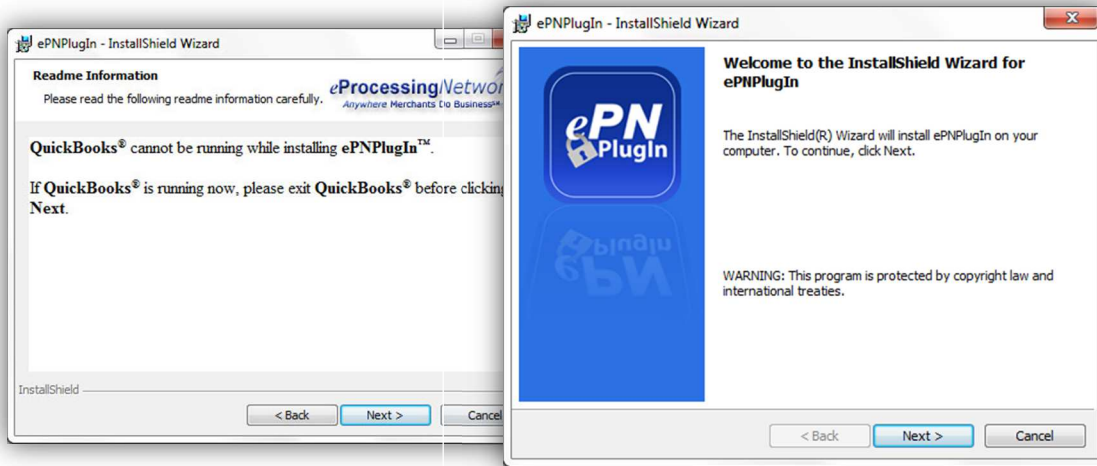 ePNPlugIn - InstallShield Wizard
Readme Information
Please read the following readme information carefully.
eProcessingNetwor
Anywhere Merchants Do Business℠
QuickBooks® cannot be running while installing ePNPlugIn™.
If QuickBooks® is running now, please exit QuickBooks® before clicking
Next.
InstallShield
< Back
Next >
Cancel
ePNPlugIn - InstallShield Wizard
ePN
PlugIn
Welcome to the InstallShield Wizard for
ePNPlugIn
The InstallShield(R) Wizard will install ePNPlugIn on your
computer. To continue, click Next.
WARNING: This program is protected by copyright law and
international treaties.
< Back
Next >
Cancel